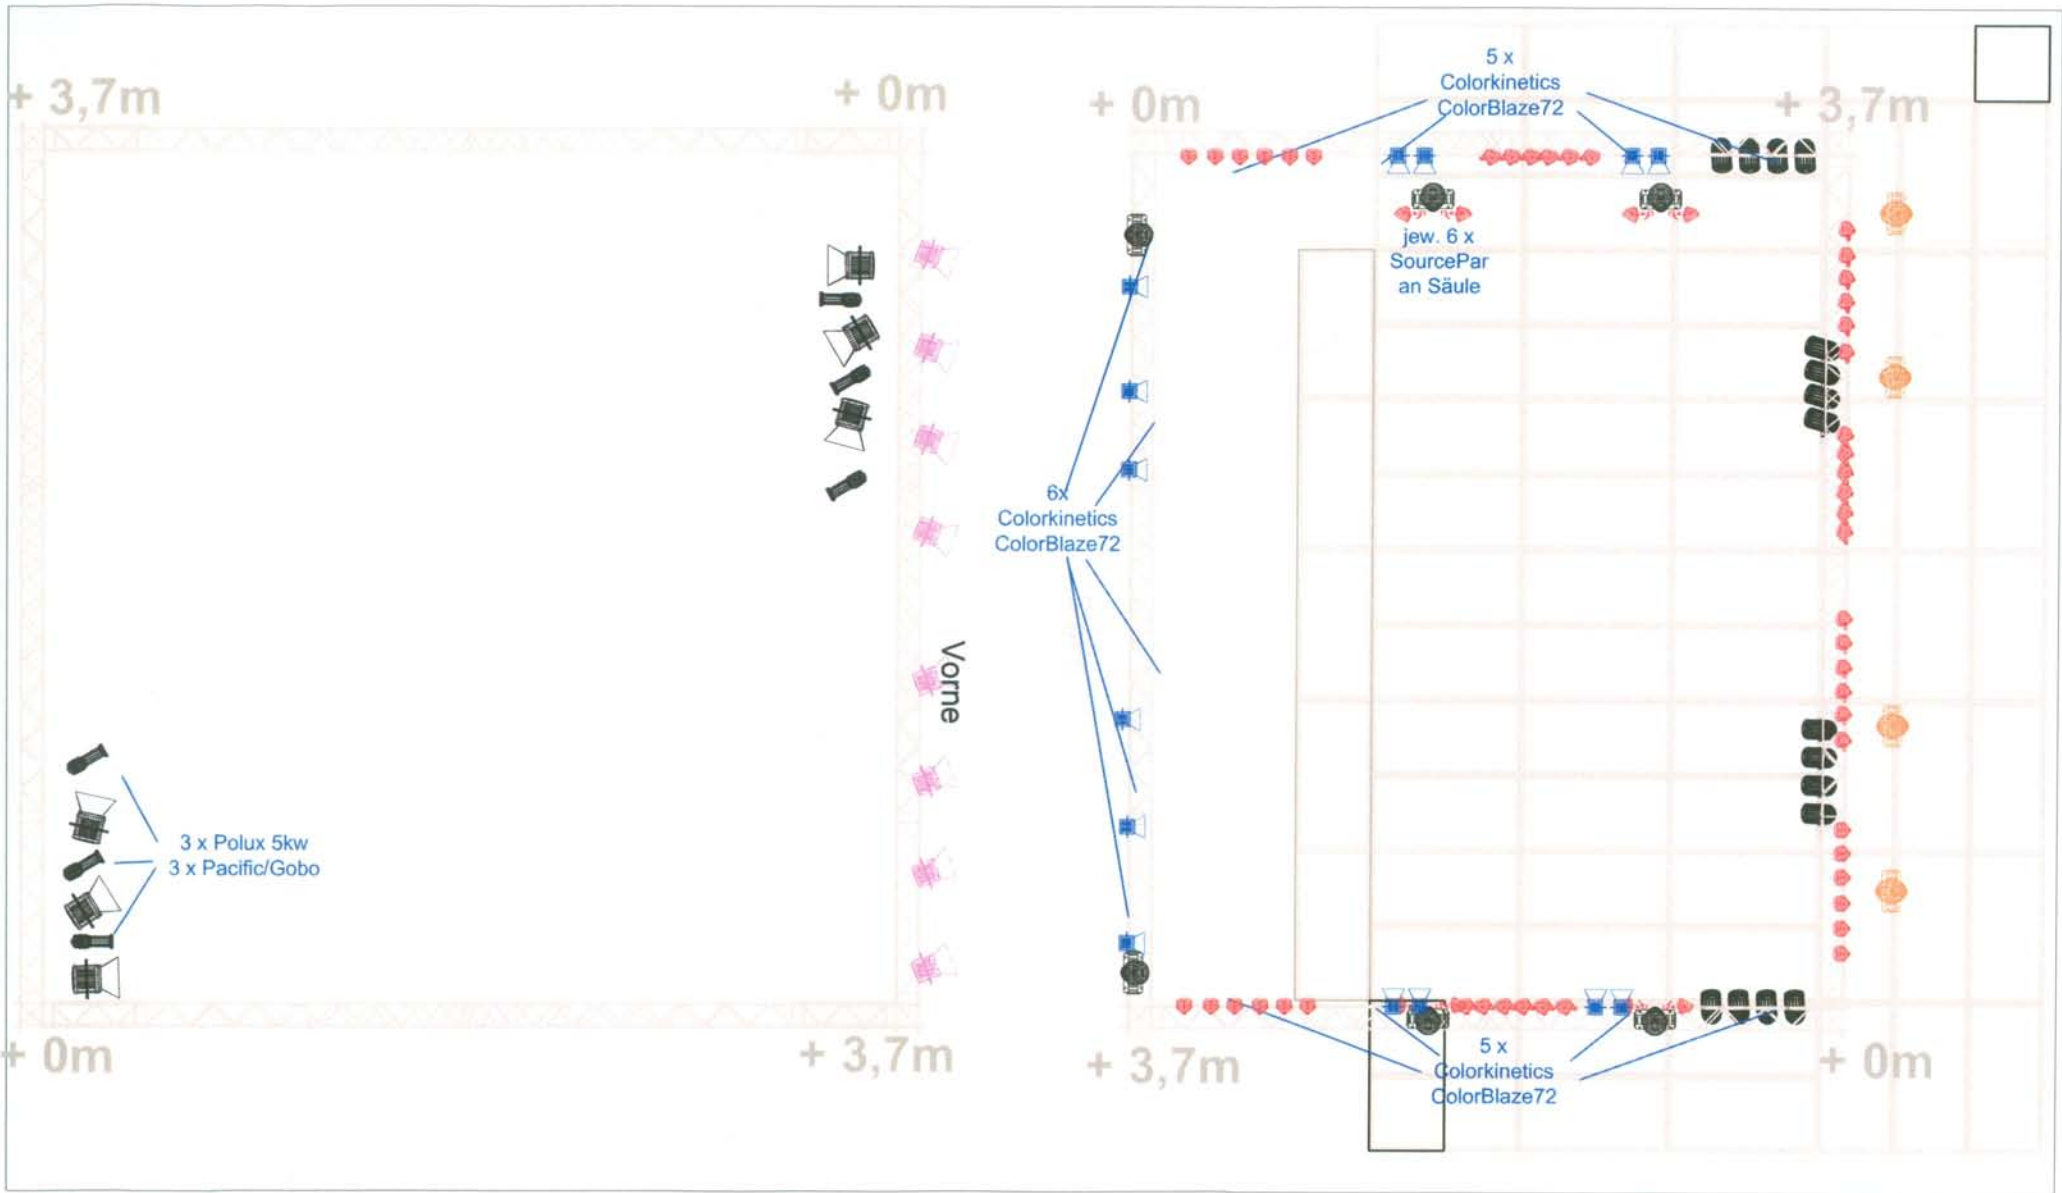 5 x
Colorkinetics
ColorBlaze72
+ 3,7m
+ 0m
+ 0m
+ 3,7m
jew. 6 x
SourcePar
an Säule
6x
Colorkinetics
ColorBlaze72
Vorne
3 x Polux 5kw
3 x Pacific/Gobo
+ 0m
+ 3,7m
+ 3,7m
5 x
Colorkinetics
ColorBlaze72
+ 0m